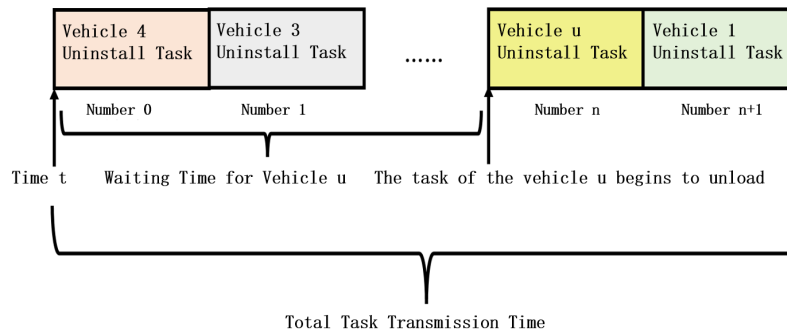 Vehicle 4
Uninstall Task
Vehicle 3
Uninstall Task
......
Vehicle u
Uninstall Task
Vehicle 1
Uninstall Task
Number 0
Number 1
Number n
Number n+1
Time t
Waiting Time for Vehicle u
The task of the vehicle u begins to unload
Total Task Transmission Time